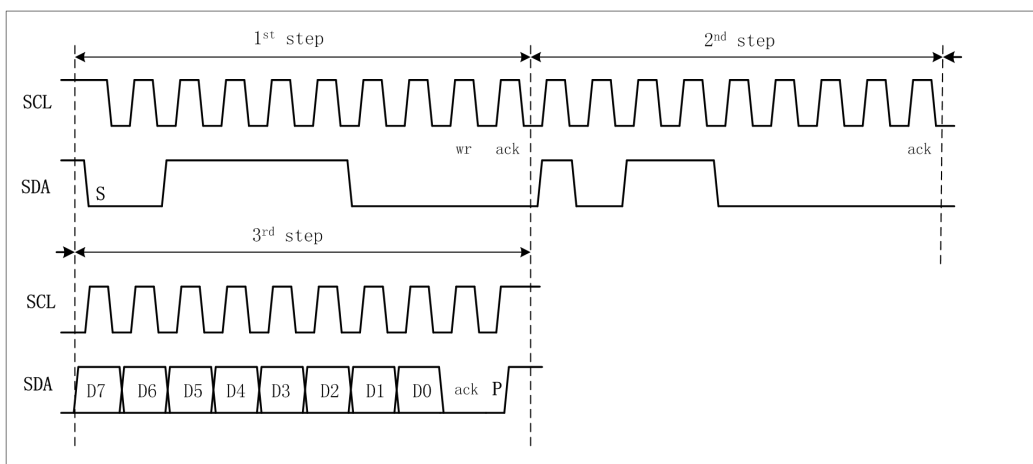 1st step 2nd step
SCL
wr ack ack
SDA S
3rd step
SCL
SDA D7 D6 D5 D4 D3 D2 D1 D0 ack P